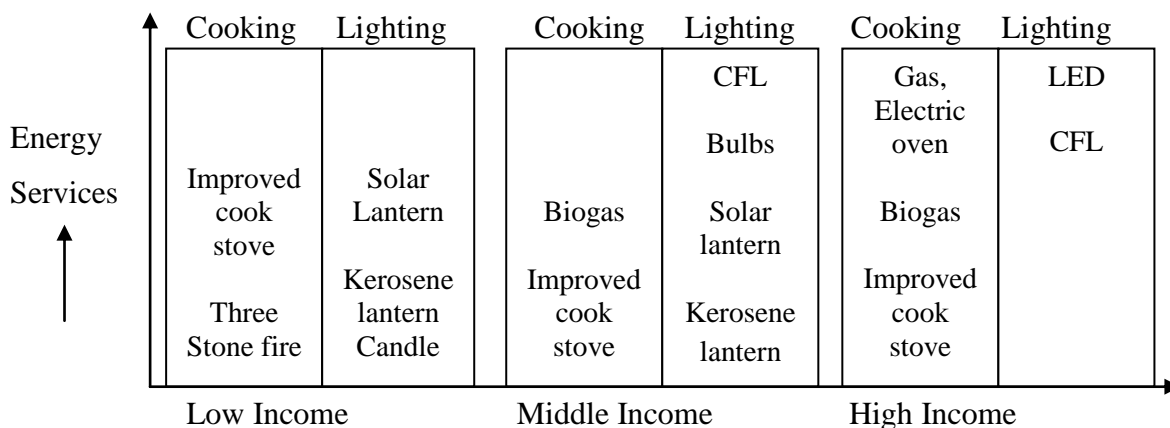 Cooking Lighting
Cooking Lighting
Cooking Lighting
Energy
Services
Improved
cook
stove
Three
Stone fire
Solar
Lantern
Kerosene
lantern
Candle
Biogas
Improved
cook
stove
CFL
Bulbs
Solar
lantern
Kerosene
lantern
Gas,
Electric
oven
Biogas
Improved
cook
stove
LED
CFL
Low Income
Middle Income
High Income